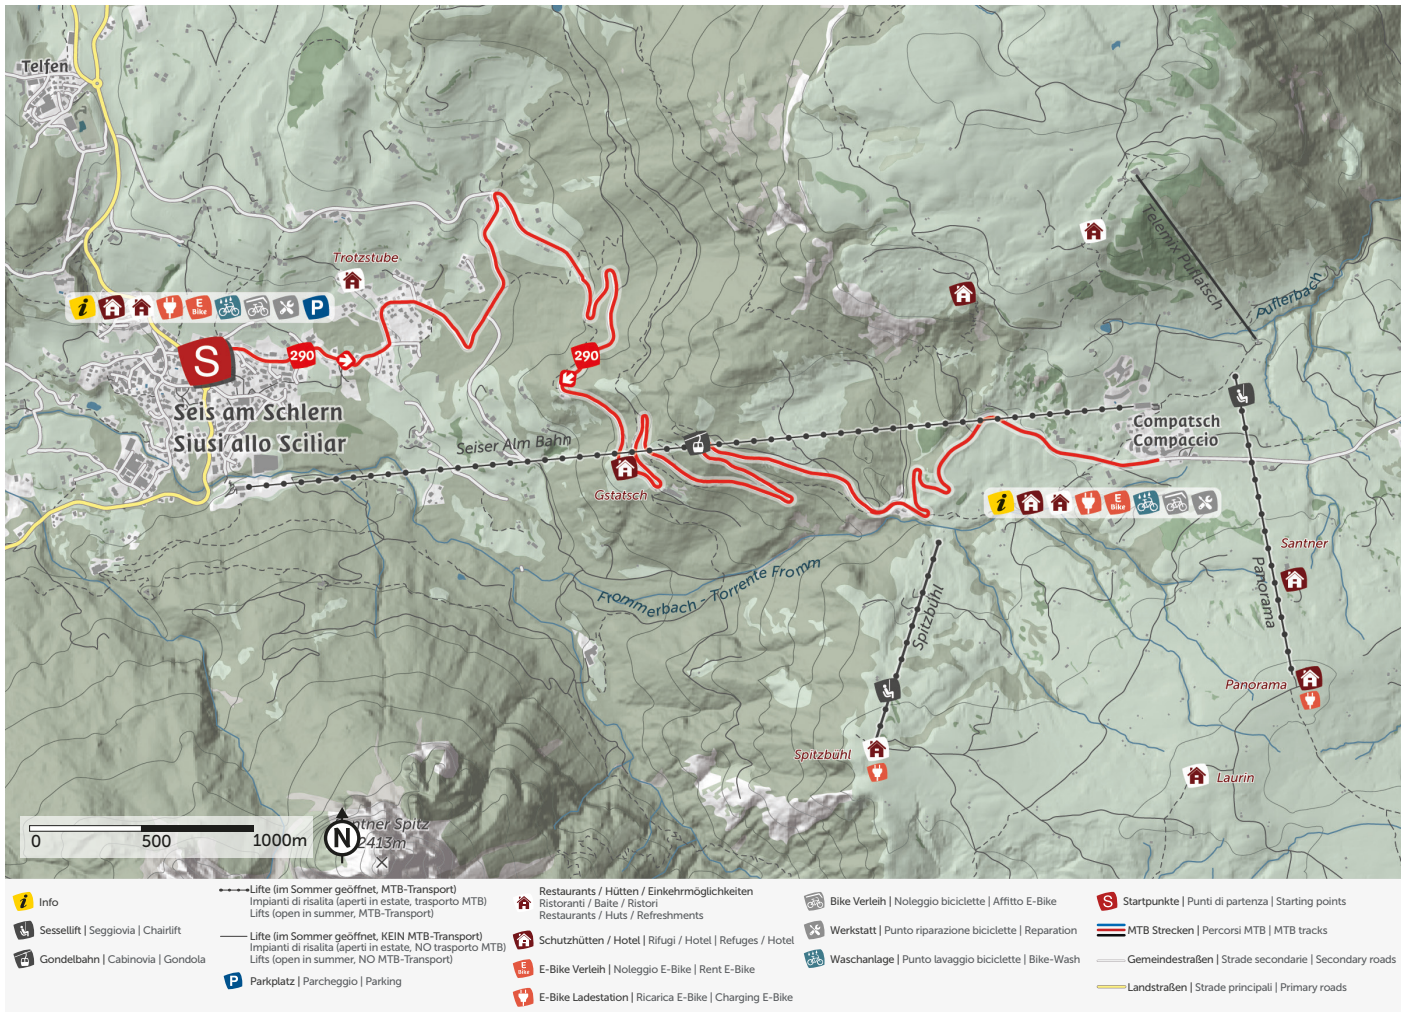 Telfen
Telemix Puflatsch
Trotzstube
Puflerbach
i
E
Bike
P
S
290
290
Seis am Schlern
Siusi allo Sciliar
Seiser Alm Bahn
Compatsch
Compaccio
Gstatsch
i
E
Bike
Santner
Frommerbach - Torrente Fromm
Panorama
Spitzbühl
Panorama
Spitzbühl
Laurin
ntner Spitz
2413m
N
0 500 1000m
i Info
Sessellift | Seggiovia | Chairlift
Gondelbahn | Cabinovia | Gondola
Lifte (im Sommer geöffnet, MTB-Transport)
Impianti di risalita (aperti in estate, trasporto MTB)
Lifts (open in summer, MTB-Transport)
Lifte (im Sommer geöffnet, KEIN MTB-Transport)
Impianti di risalita (aperti in estate, NO trasporto MTB)
Lifts (open in summer, NO MTB-Transport)
P Parkplatz | Parcheggio | Parking
Restaurants / Hütten / Einkehrmöglichkeiten
Ristoranti / Baite / Ristori
Restaurants / Huts / Refreshments
Schutzhütten / Hotel | Rifugi / Hotel | Refuges / Hotel
E Bike E-Bike Verleih | Noleggio E-Bike | Rent E-Bike
E-Bike Ladestation | Ricarica E-Bike | Charging E-Bike
Bike Verleih | Noleggio biciclette | Affitto E-Bike
Werkstatt | Punto riparazione biciclette | Reparation
Waschanlage | Punto lavaggio biciclette | Bike-Wash
S Startpunkte | Punti di partenza | Starting points
MTB Strecken | Percorsi MTB | MTB tracks
Gemeindestraßen | Strade secondarie | Secondary roads
Landstraßen | Strade principali | Primary roads